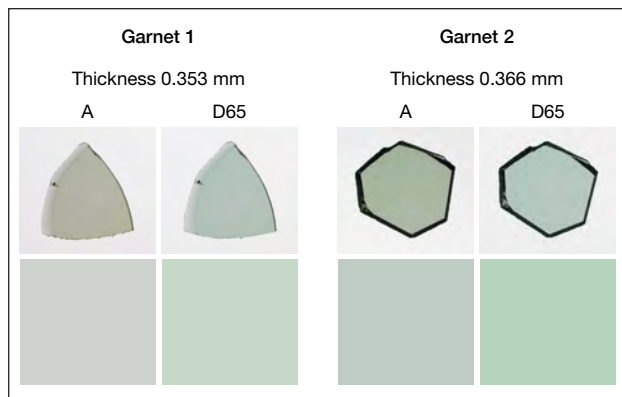 Garnet 1
Garnet 2
Thickness 0.353 mm
Thickness 0.366 mm
A
D65
A
D65